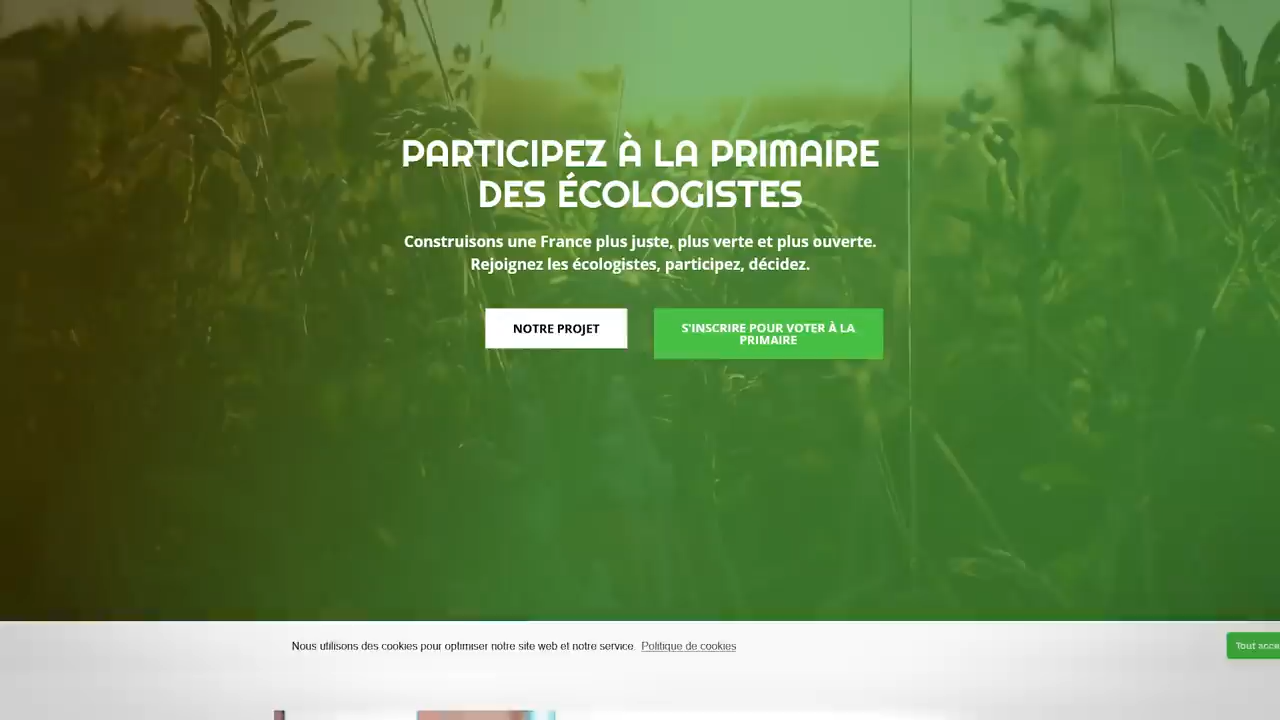 PARTICIPEZ À LA PRIMAIRE
DES ÉCOLOGISTES
Construisons une France plus juste, plus verte et plus ouverte.
Rejoignez les écologistes, participez, décidez.
NOTRE PROJET
S'INSCRIRE POUR VOTER À LA
PRIMAIRE
Nous utilisons des cookies pour optimiser notre site web et notre service. Politique de cookies
Tout